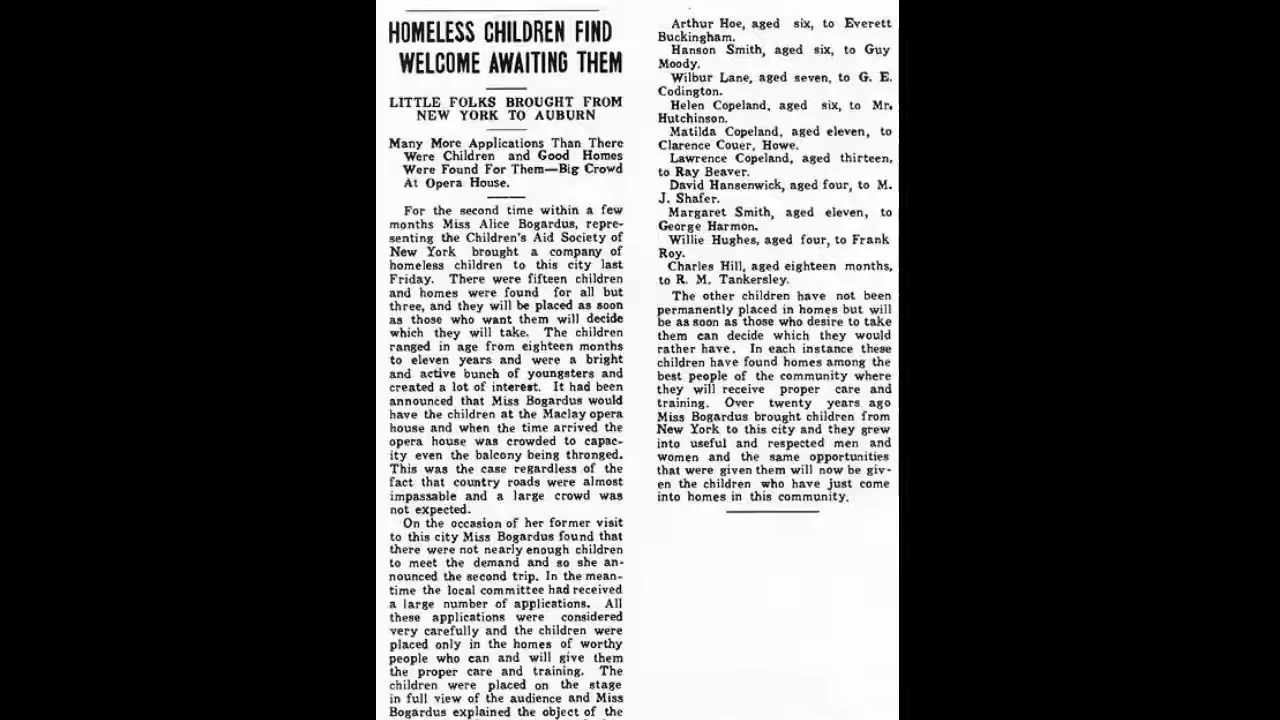 HOMELESS CHILDREN FIND
WELCOME AWAITING THEM
LITTLE FOLKS BROUGHT FROM
NEW YORK TO AUBURN
Many More Applications Than There
Were Children and Good Homes
Were Found For Them—Big Crowd
At Opera House.
For the second time within a few
months Miss Alice Bogardus, repre-
senting the Children's Aid Society of
New York brought a company of
homeless children to this city last
Friday. There were fifteen children
and homes were found for all but
three, and they will be placed as soon
as those who want them will decide
which they will take. The children
ranged in age from eighteen months
to eleven years and were a bright
and active bunch of youngsters and
created a lot of interest. It had been
announced that Miss Bogardus would
have the children at the Maclay opera
house and when the time arrived the
opera house was crowded to capac-
ity even the balcony being thronged.
This was the case regardless of the
fact that country roads were almost
impassable and a large crowd was
not expected.
On the occasion of her former visit
to this city Miss Bogardus found that
there were not nearly enough children
to meet the demand and so she an-
nounced the second trip. In the mean-
time the local committee had received
a large number of applications. All
these applications were considered
very carefully and the children were
placed only in the homes of worthy
people who can and will give them
the proper care and training. The
children were placed on the stage
in full view of the audience and Miss
Bogardus explained the object of the
Arthur Hoe, aged six, to Everett
Buckingham.
Hanson Smith, aged six, to Guy
Moody.
Wilbur Lane, aged seven, to G. E.
Codington.
Helen Copeland, aged six, to Mr.
Hutchinson.
Matilda Copeland, aged eleven, to
Clarence Couer, Howe.
Lawrence Copeland, aged thirteen,
to Ray Beaver.
David Hansenwick, aged four, to M.
J. Shafer.
Margaret Smith, aged eleven, to
George Harmon.
Willie Hughes, aged four, to Frank
Roy.
Charles Hill, aged eighteen months,
to R. M. Tankersley.
The other children have not been
permanently placed in homes but will
be as soon as those who desire to take
them can decide which they would
rather have. In each instance these
children have found homes among the
best people of the community where
they will receive proper care and
training. Over twenty years ago
Miss Bogardus brought children from
New York to this city and they grew
into useful and respected men and
women and the same opportunities
that were given them will now be giv-
en the children who have just come
into homes in this community.